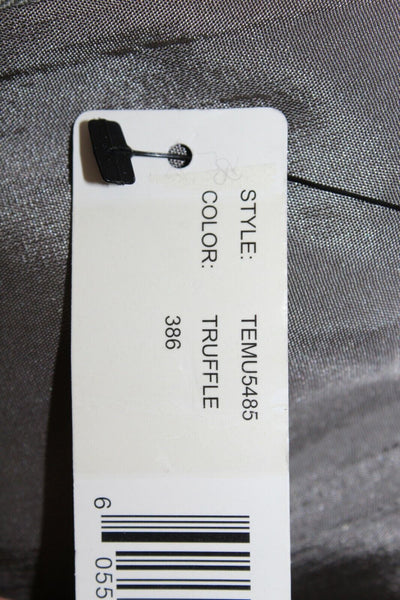 STYLE: TEMU5485
COLOR: TRUFFLE
386
6 055